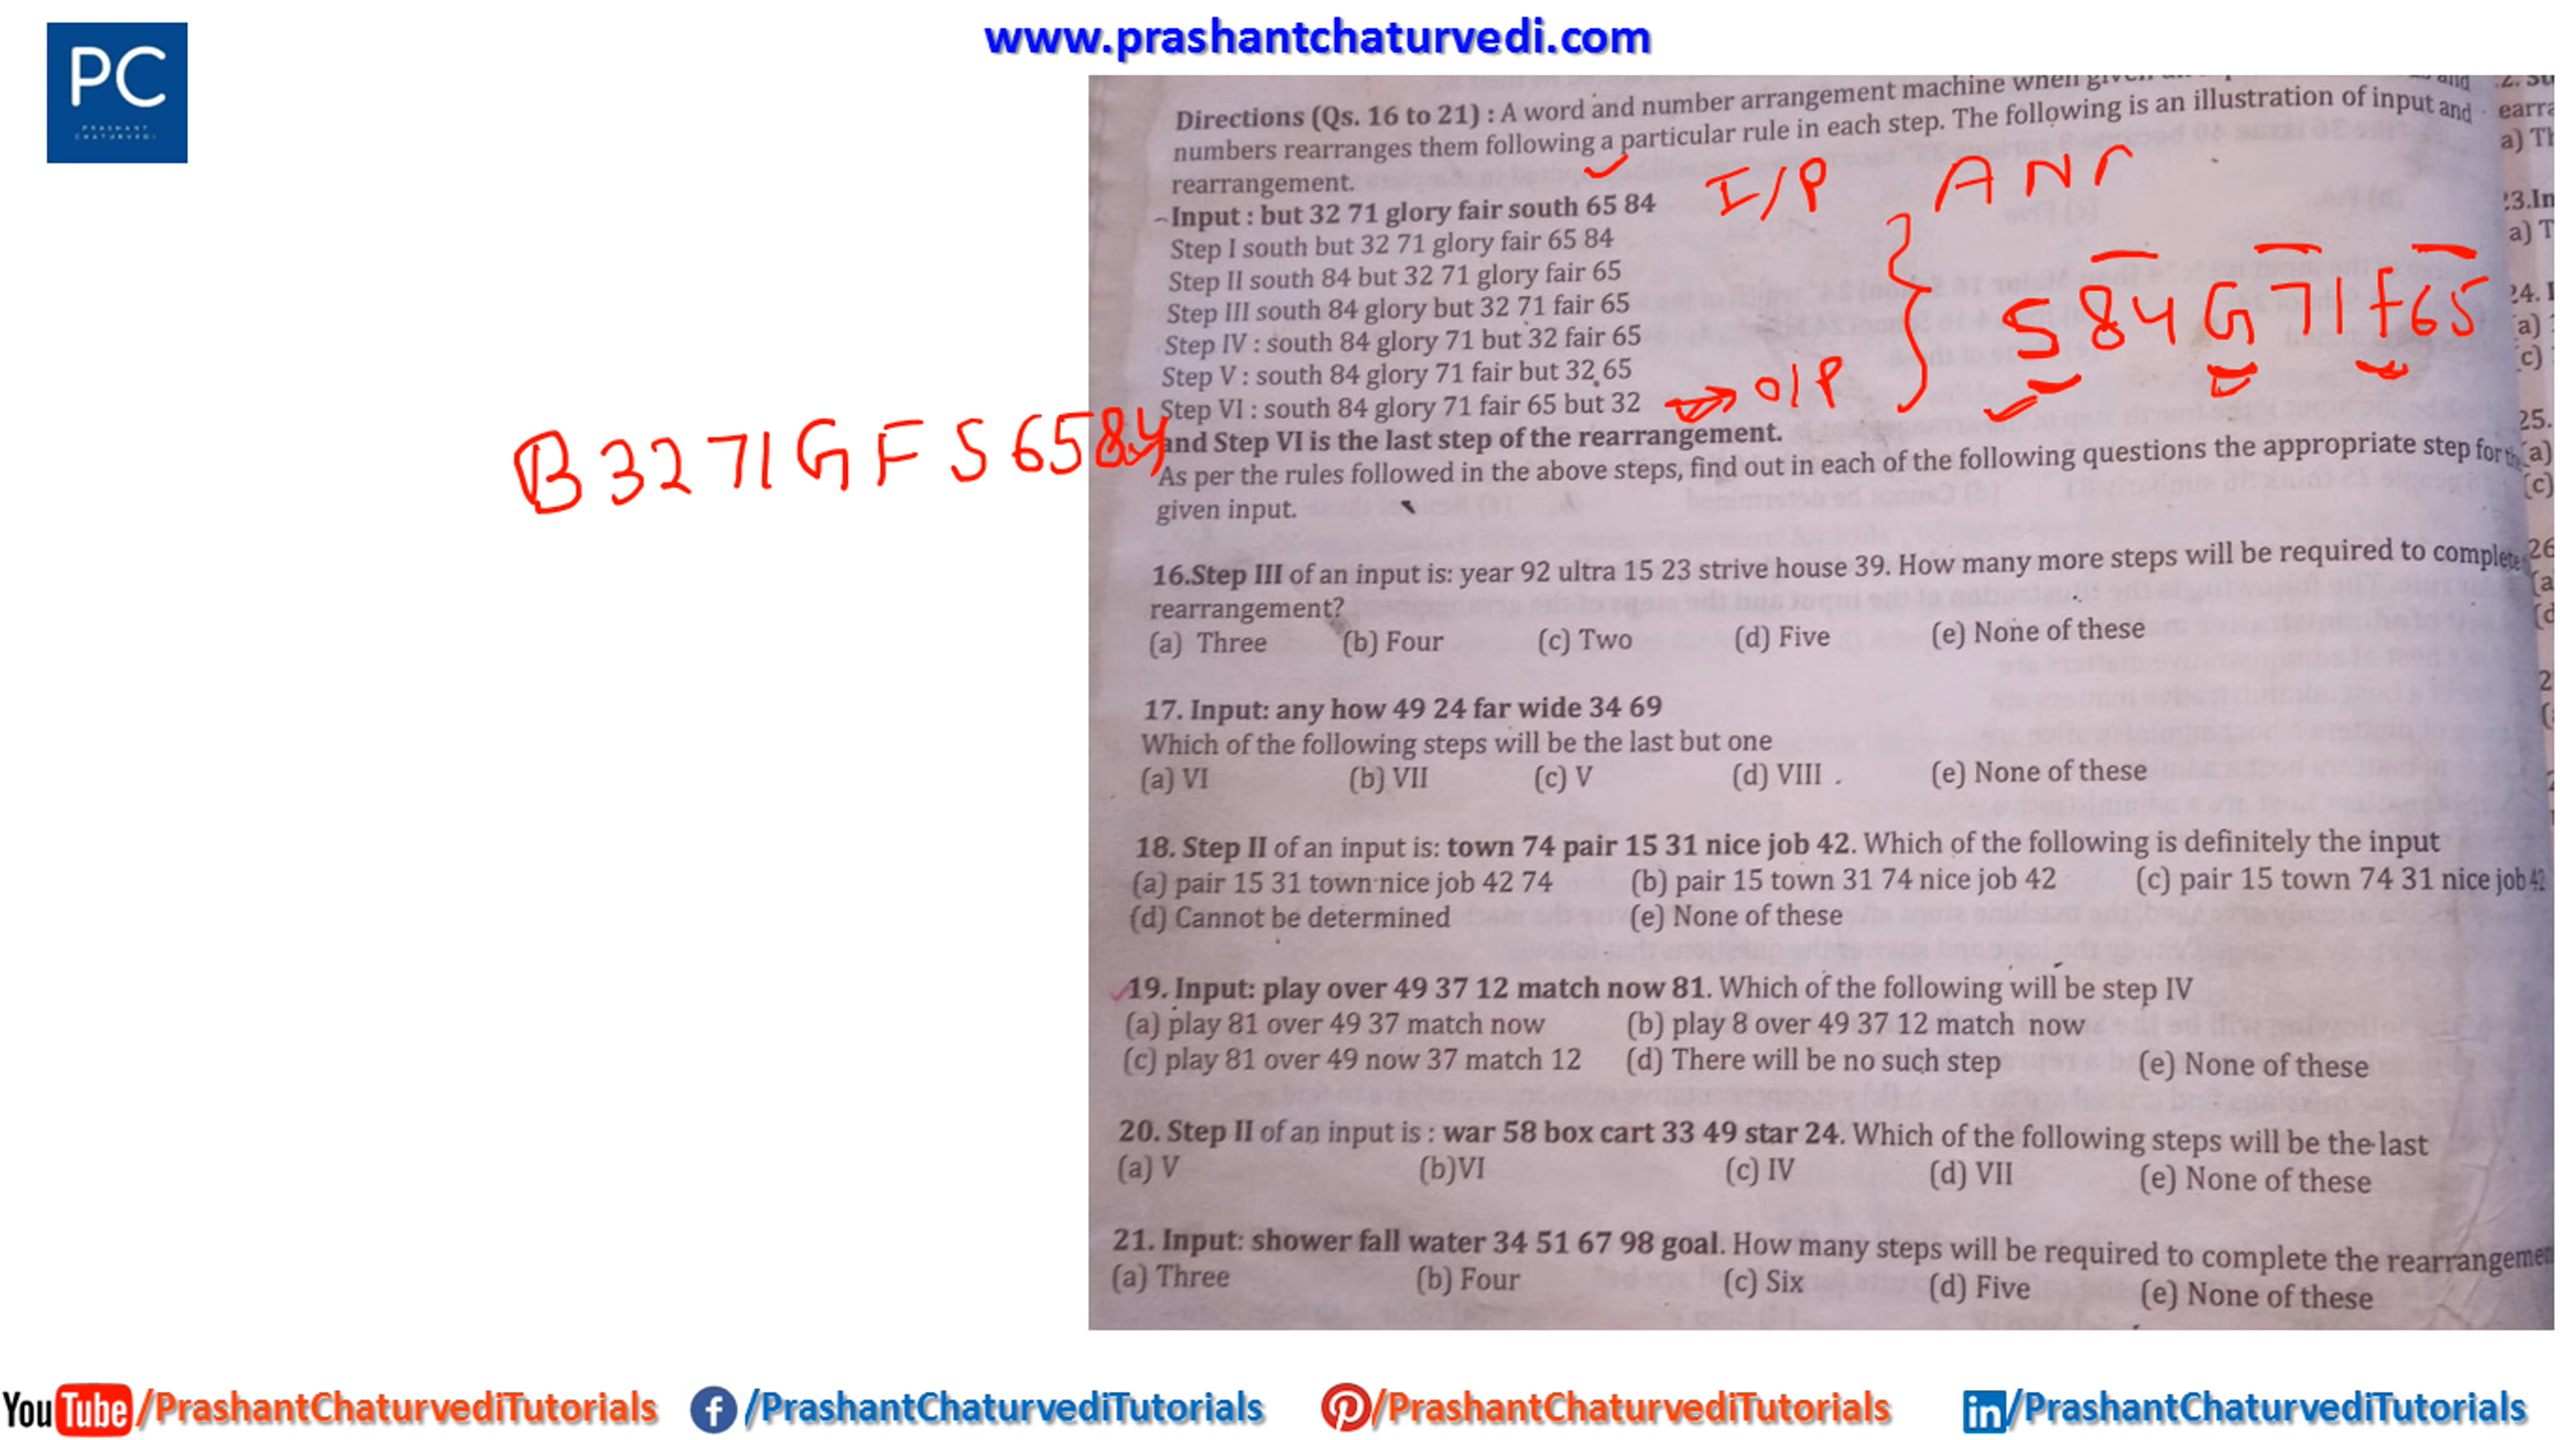 www.prashantchaturvedi.com
PC
PRASHANT
CHATURVEDI
Directions (Qs. 16 to 21) : A word and number arrangement machine when given
numbers rearranges them following a particular rule in each step. The following is an illustration of input and
rearrangement.
Input : but 32 71 glory fair south 65 84
Step I south but 32 71 glory fair 65 84
Step II south 84 but 32 71 glory fair 65
Step III south 84 glory but 32 71 fair 65
Step IV : south 84 glory 71 but 32 fair 65
Step V : south 84 glory 71 fair but 32 65
Step VI : south 84 glory 71 fair 65 but 32
and Step VI is the last step of the rearrangement.
As per the rules followed in the above steps, find out in each of the following questions the appropriate step for the
given input.
I/P
O/P
S 84 G 71 F 65
B 32 71 G F S 65 84
16.Step III of an input is: year 92 ultra 15 23 strive house 39. How many more steps will be required to complete
rearrangement?
(a) Three (b) Four (c) Two (d) Five (e) None of these
17. Input: any how 49 24 far wide 34 69
Which of the following steps will be the last but one
(a) VI (b) VII (c) V (d) VIII . (e) None of these
18. Step II of an input is: town 74 pair 15 31 nice job 42. Which of the following is definitely the input
(a) pair 15 31 town nice job 42 74 (b) pair 15 town 31 74 nice job 42 (c) pair 15 town 74 31 nice job 42
(d) Cannot be determined (e) None of these
19. Input: play over 49 37 12 match now 81. Which of the following will be step IV
(a) play 81 over 49 37 match now (b) play 8 over 49 37 12 match now
(c) play 81 over 49 now 37 match 12 (d) There will be no such step (e) None of these
20. Step II of an input is : war 58 box cart 33 49 star 24. Which of the following steps will be the last
(a) V (b)VI (c) IV (d) VII (e) None of these
21. Input: shower fall water 34 51 67 98 goal. How many steps will be required to complete the rearrangemen
(a) Three (b) Four (c) Six (d) Five (e) None of these
earra
a) Th
23.In
a) T
24. I
(a)
(c)
25.
(a)
(c)
26
(a
(d
YouTube /PrashantChaturvediTutorials
f /PrashantChaturvediTutorials
/PrashantChaturvediTutorials
in /PrashantChaturvediTutorials